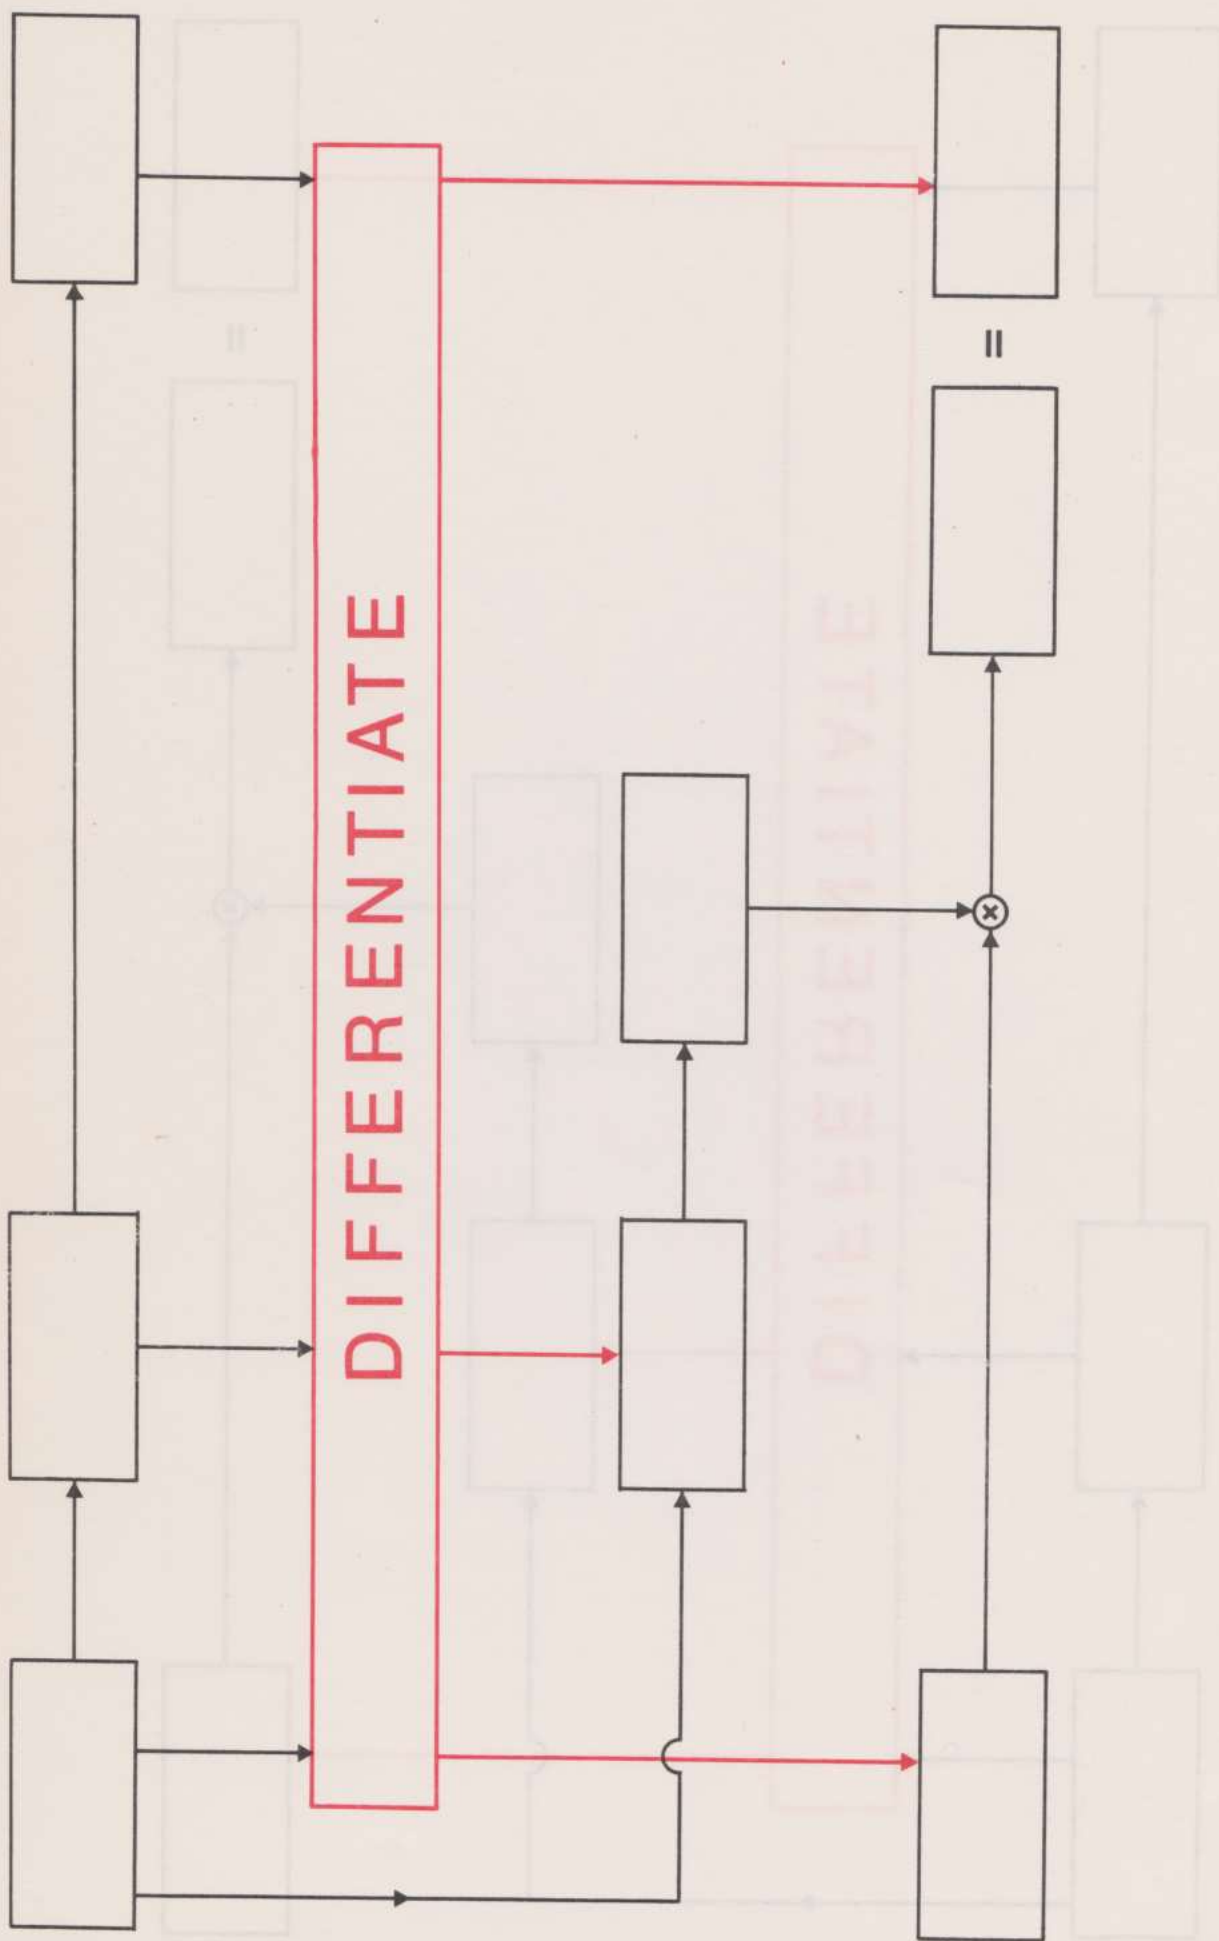 DIFFERENTIATE
=
×